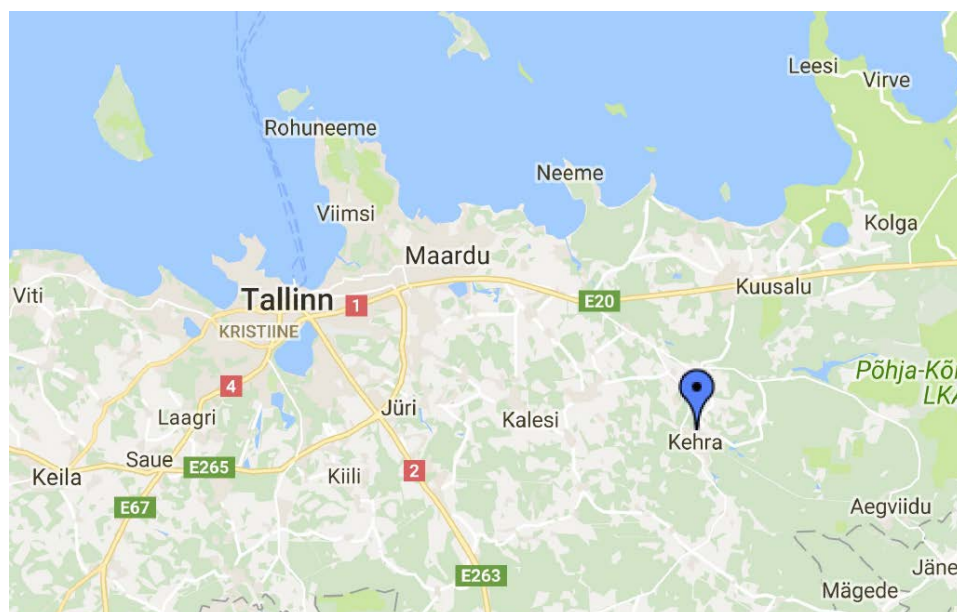 Leesi
Virve
Rohuneeme
Neeme
Viimsi
Kolga
Maardu
Viti
Tallinn
1
E20
Kuusalu
KRISTIINE
4
Põhja-Kõ
LKA
Laagri
Jüri
Kalesi
Kehra
Keila
Saue
E265
Kiili
2
E67
Aegviidu
E263
Jäne
Mägede